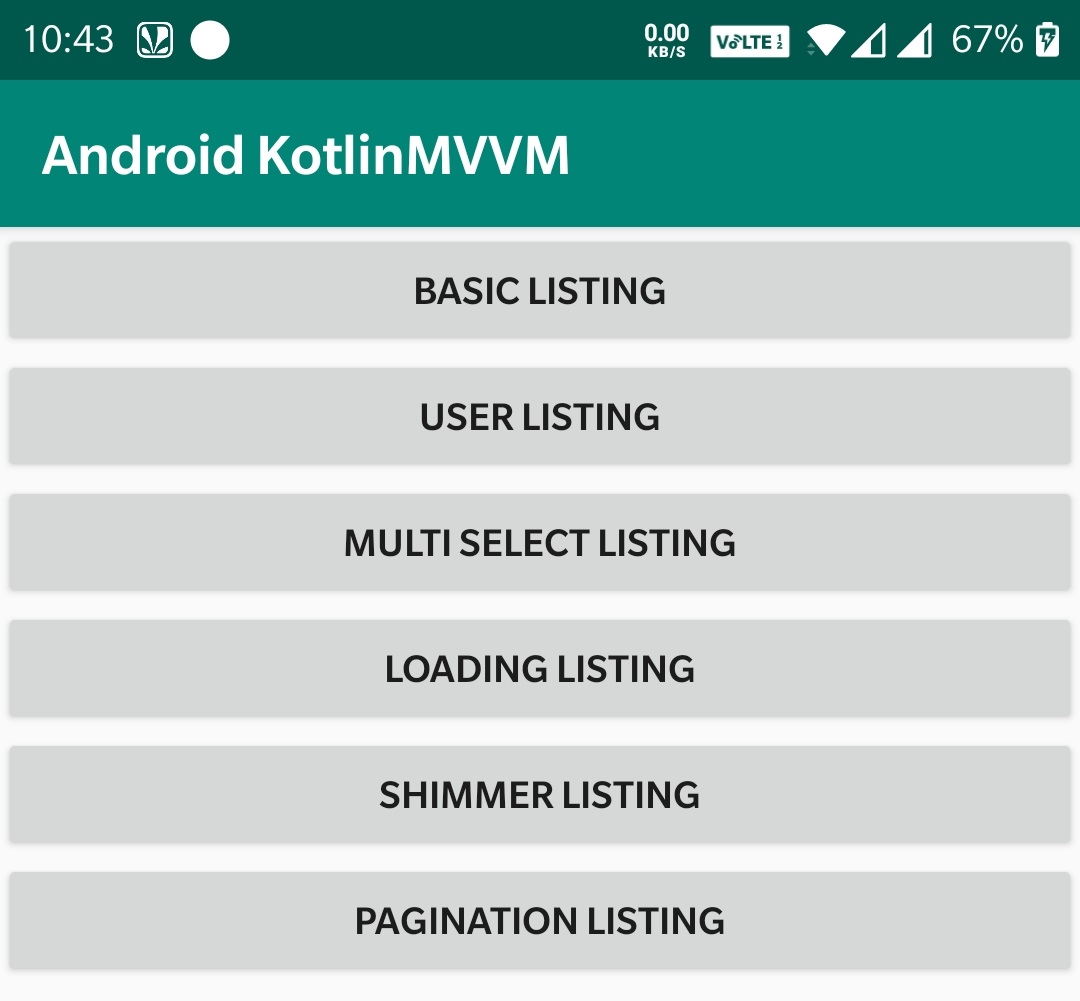 10:43 0.00 KB/S VoLTE 1 2 67%
Android KotlinMVVM
BASIC LISTING
USER LISTING
MULTI SELECT LISTING
LOADING LISTING
SHIMMER LISTING
PAGINATION LISTING